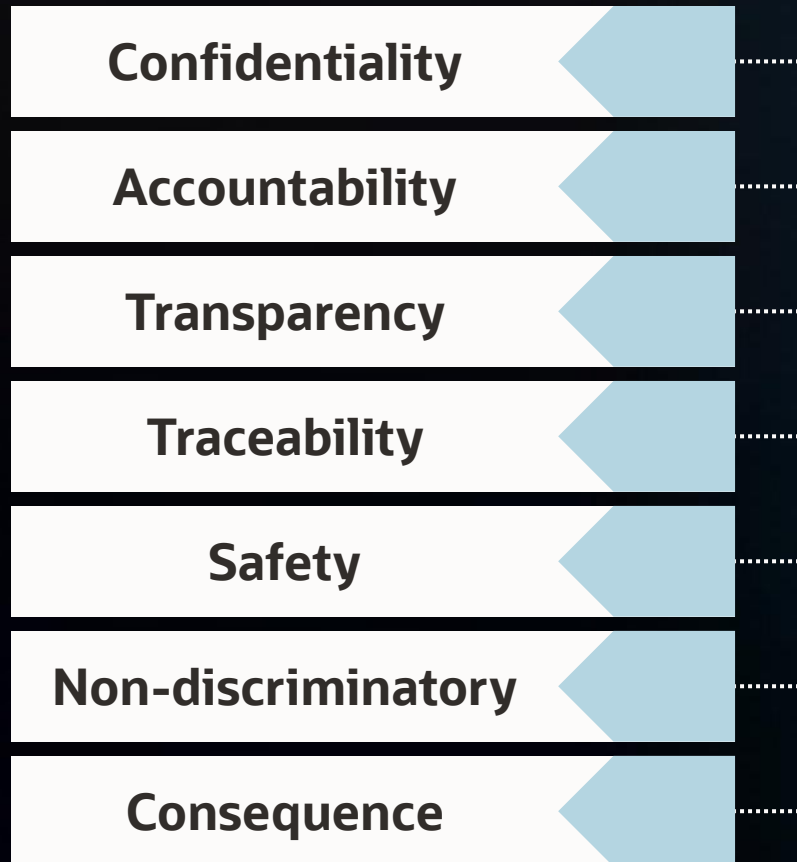 Confidentiality
Accountability
Transparency
Traceability
Safety
Non-discriminatory
Consequence